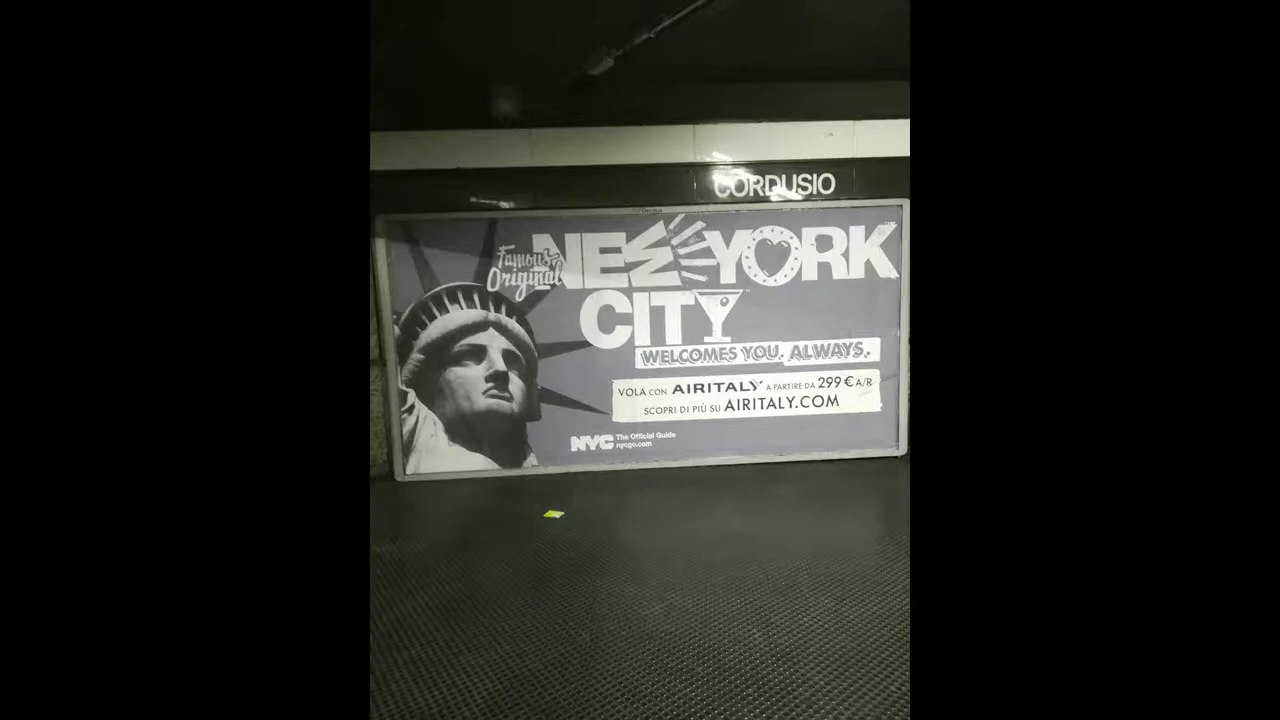 CORDUSIO
Famous Original
NEW YORK
CITY
WELCOMES YOU. ALWAYS.
VOLA CON AIRITALY A PARTIRE DA 299 € A/R
SCOPRI DI PIÙ SU AIRITALY.COM
NYC The Official Guide
nycgo.com